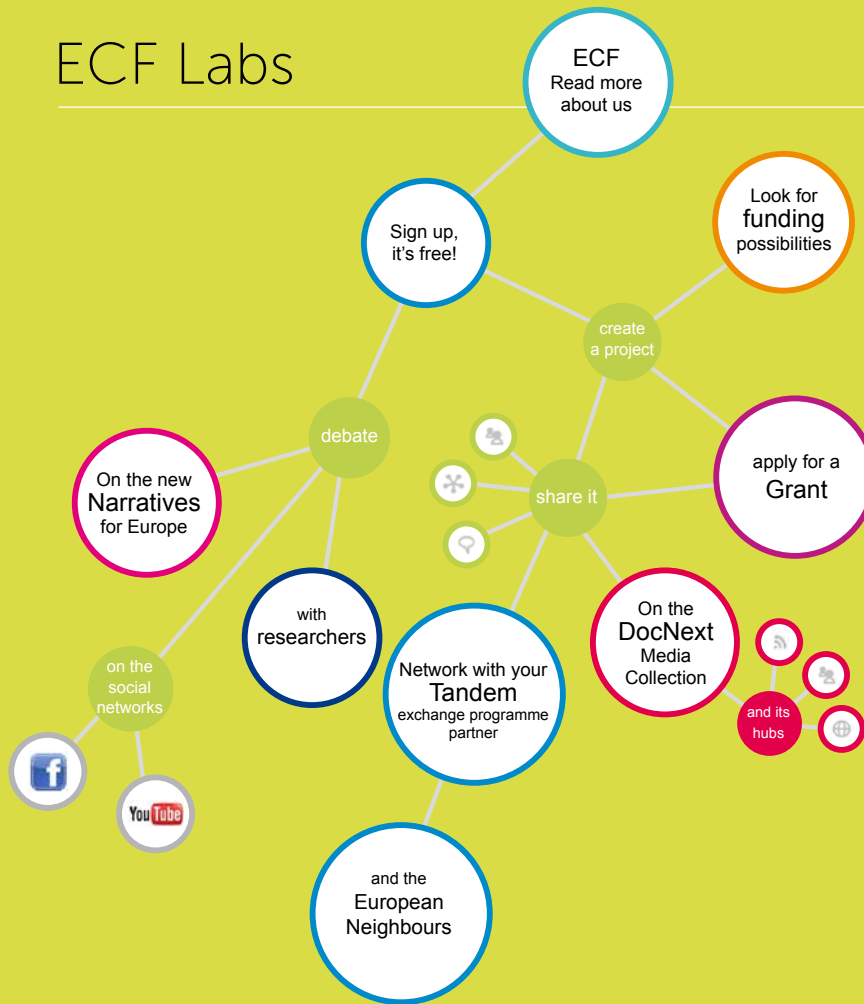 ECF Labs
ECF
Read more
about us
Sign up,
it's free!
Look for
funding
possibilities
create
a project
debate
share it
apply for a
Grant
On the new
Narratives
for Europe
with
researchers
On the
DocNext
Media
Collection
and its
hubs
on the
social
networks
Network with your
Tandem
exchange programme
partner
f
YouTube
and the
European
Neighbours